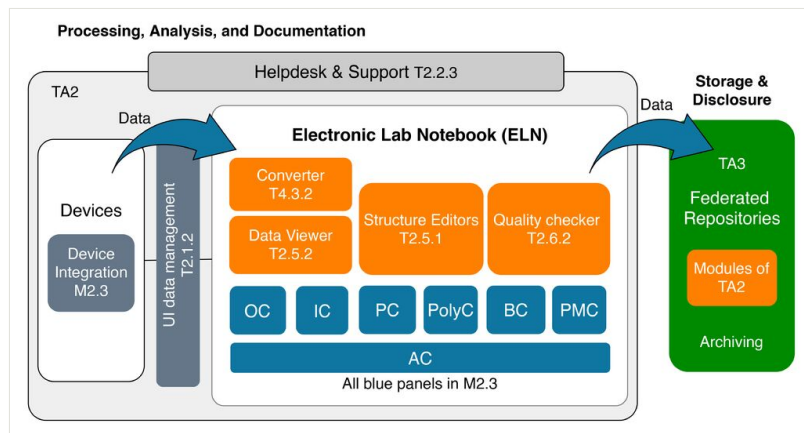 Processing, Analysis, and Documentation
Helpdesk & Support T2.2.3
TA2
Data
Devices
Device
Integration
M2.3
UI data management
T2.1.2
Electronic Lab Notebook (ELN)
Converter
T4.3.2
Data Viewer
T2.5.2
Structure Editors
T2.5.1
Quality checker
T2.6.2
OC
IC
PC
PolyC
BC
PMC
AC
All blue panels in M2.3
Data
Storage &
Disclosure
TA3
Federated
Repositories
Modules of
TA2
Archiving